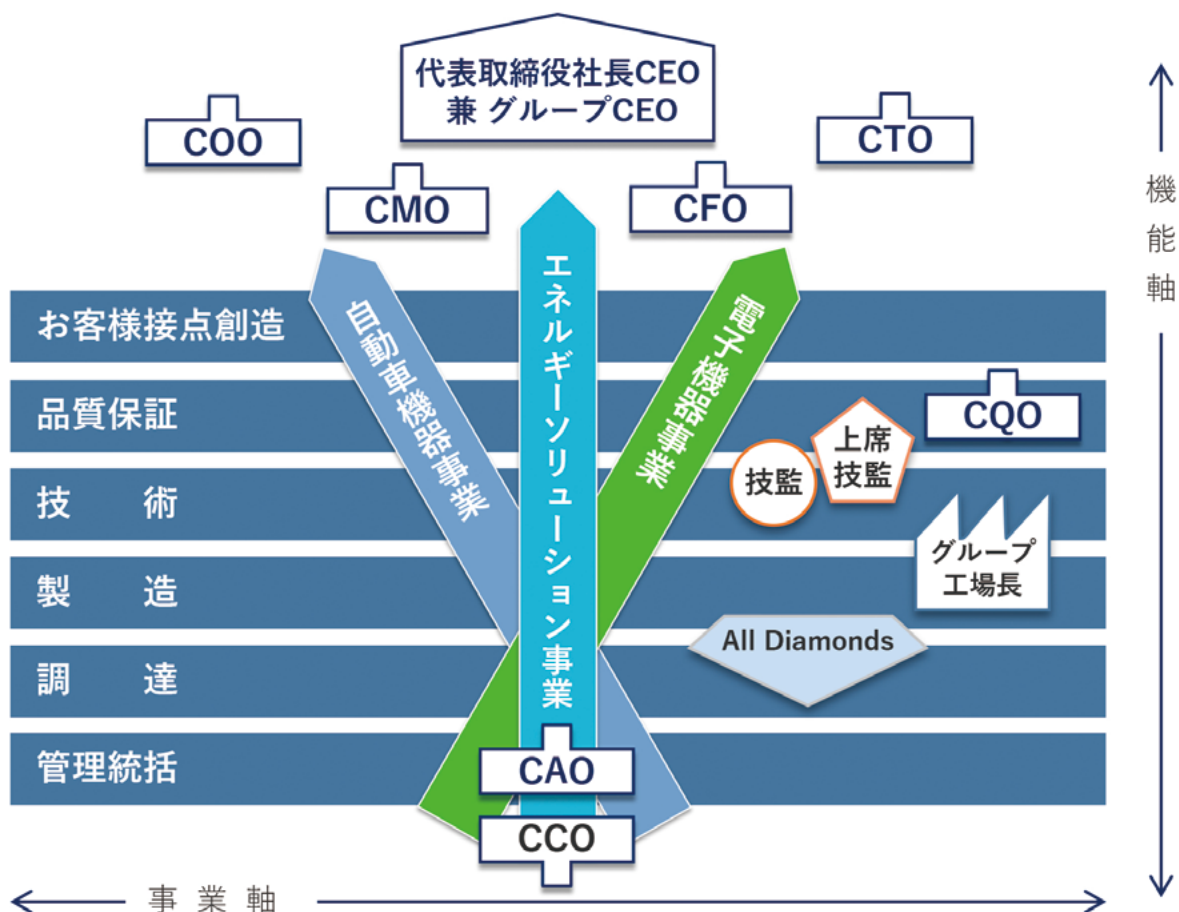 代表取締役社長CEO
兼 グループCEO
COO
CTO
CMO
CFO
機能軸
お客様接点創造
自動車機器事業
エネルギーソリューション事業
電子機器事業
品質保証
CQO
技監
上席
技監
技　術
グループ
工場長
製　造
All Diamonds
調　達
管理統括
CAO
CCO
事業軸